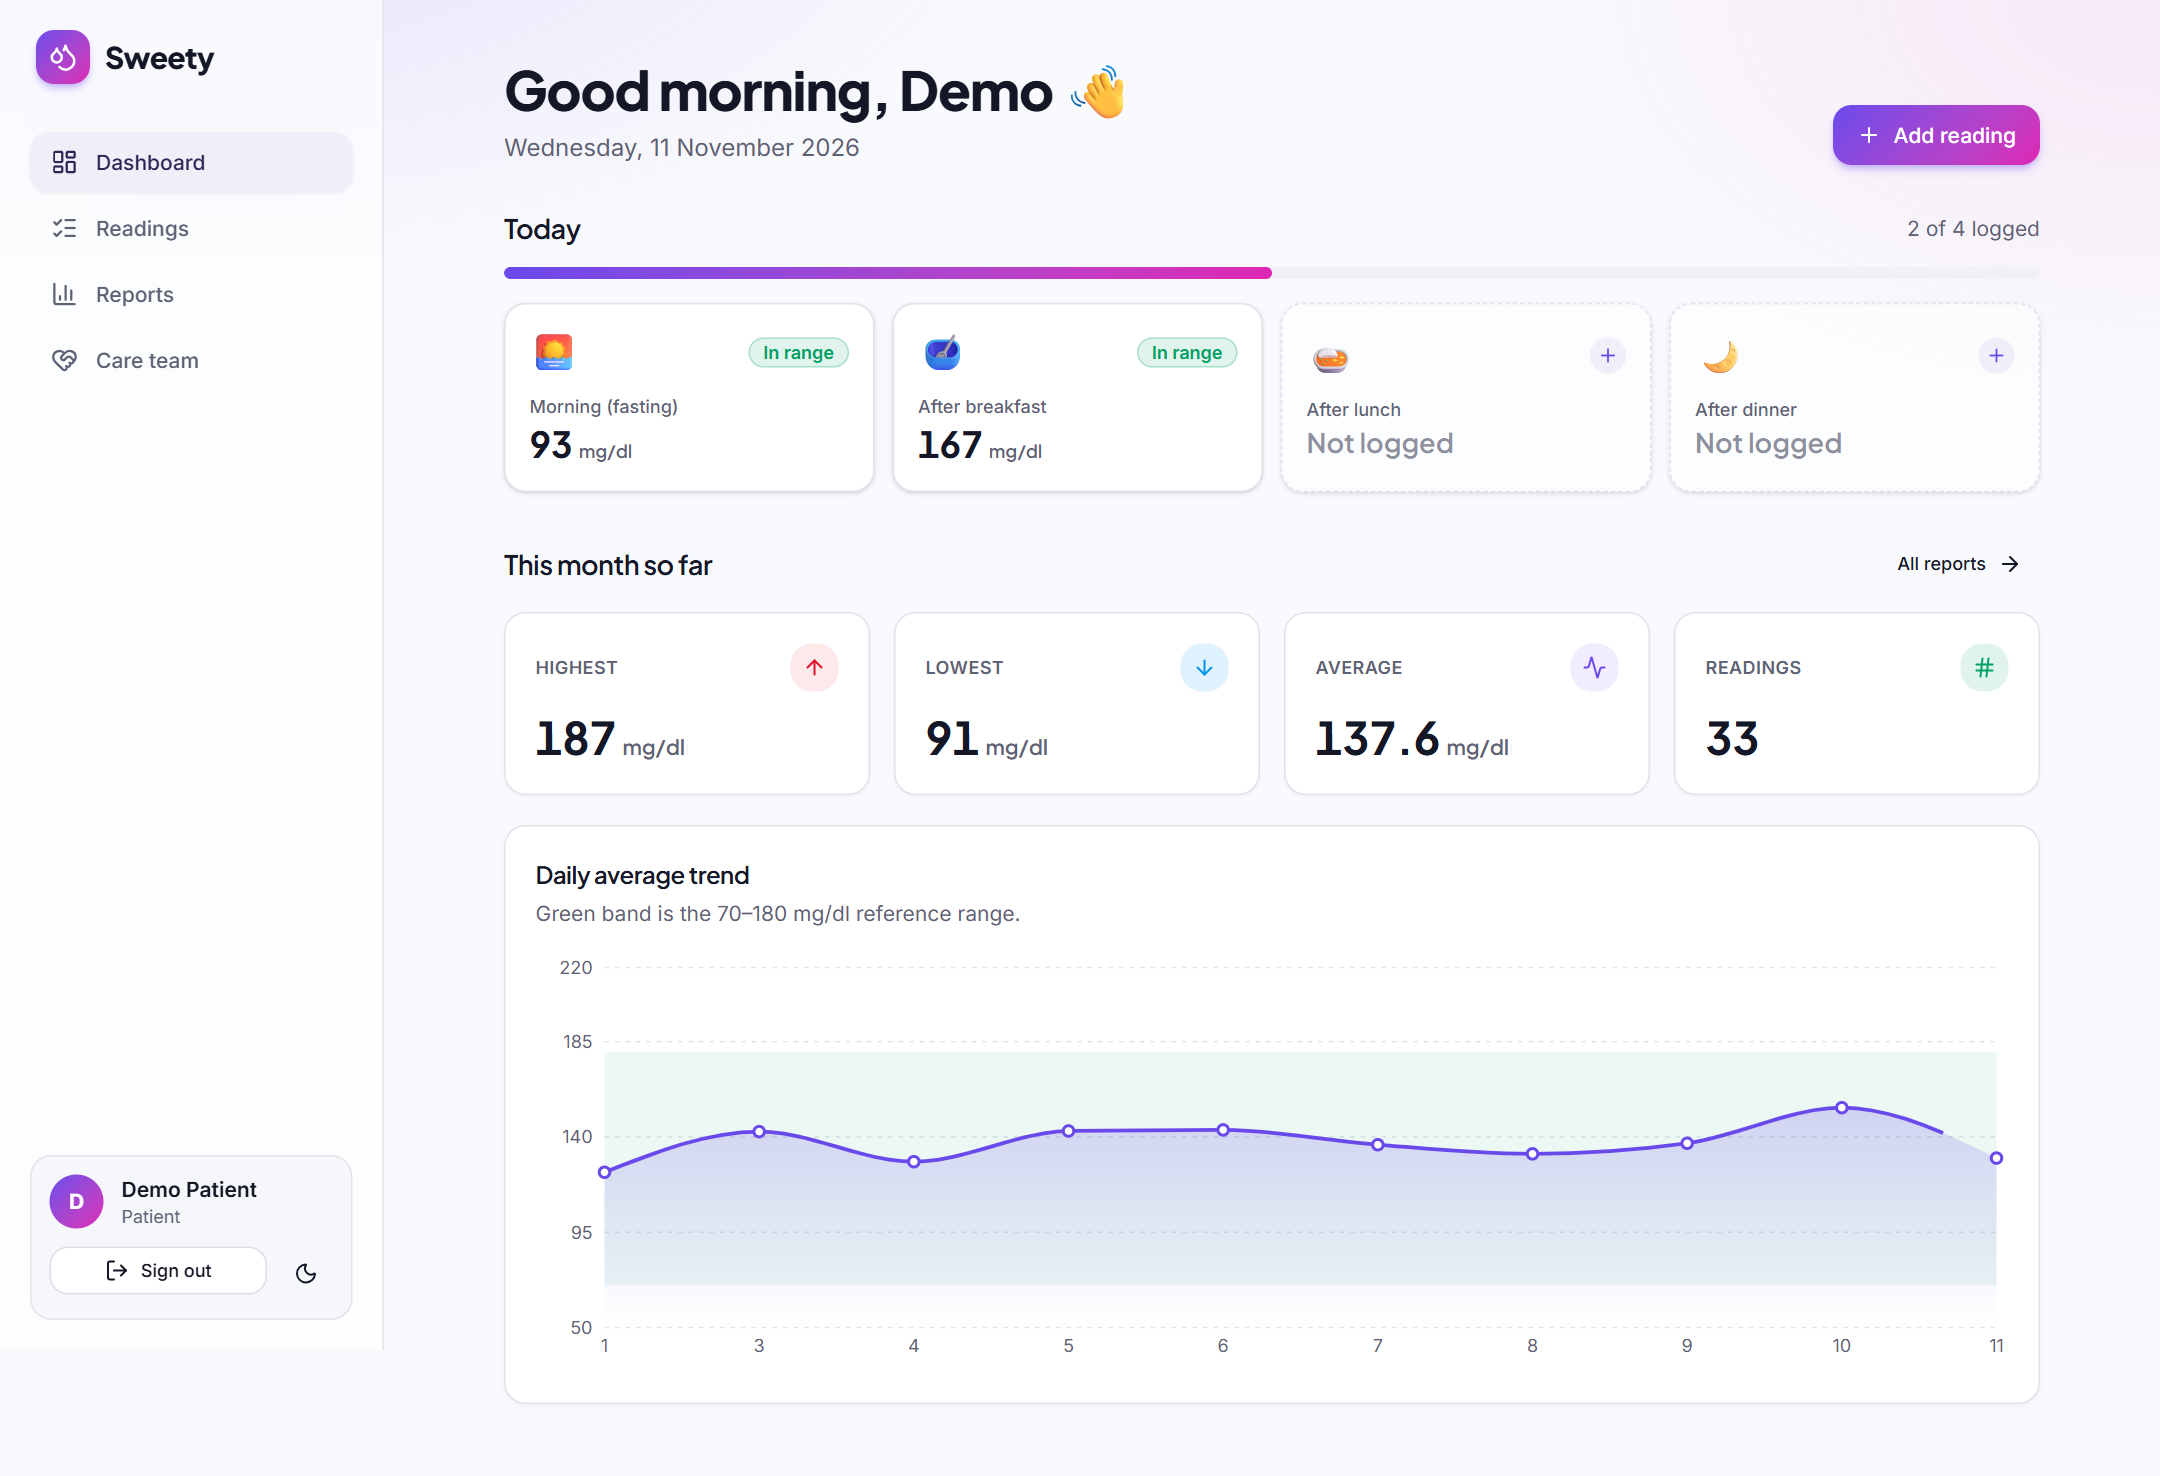 Sweety
Dashboard
Readings
Reports
Care team
Demo Patient
D
Patient
Sign out
Good morning, Demo 👋
Wednesday, 11 November 2026
Add reading
Today
2 of 4 logged
In range
Morning (fasting)
93 mg/dl
In range
After breakfast
167 mg/dl
After lunch
Not logged
After dinner
Not logged
This month so far
All reports
HIGHEST
187 mg/dl
LOWEST
91 mg/dl
AVERAGE
137.6 mg/dl
READINGS
33
Daily average trend
Green band is the 70–180 mg/dl reference range.
220
185
140
95
50
1 3 4 5 6 7 8 9 10 11